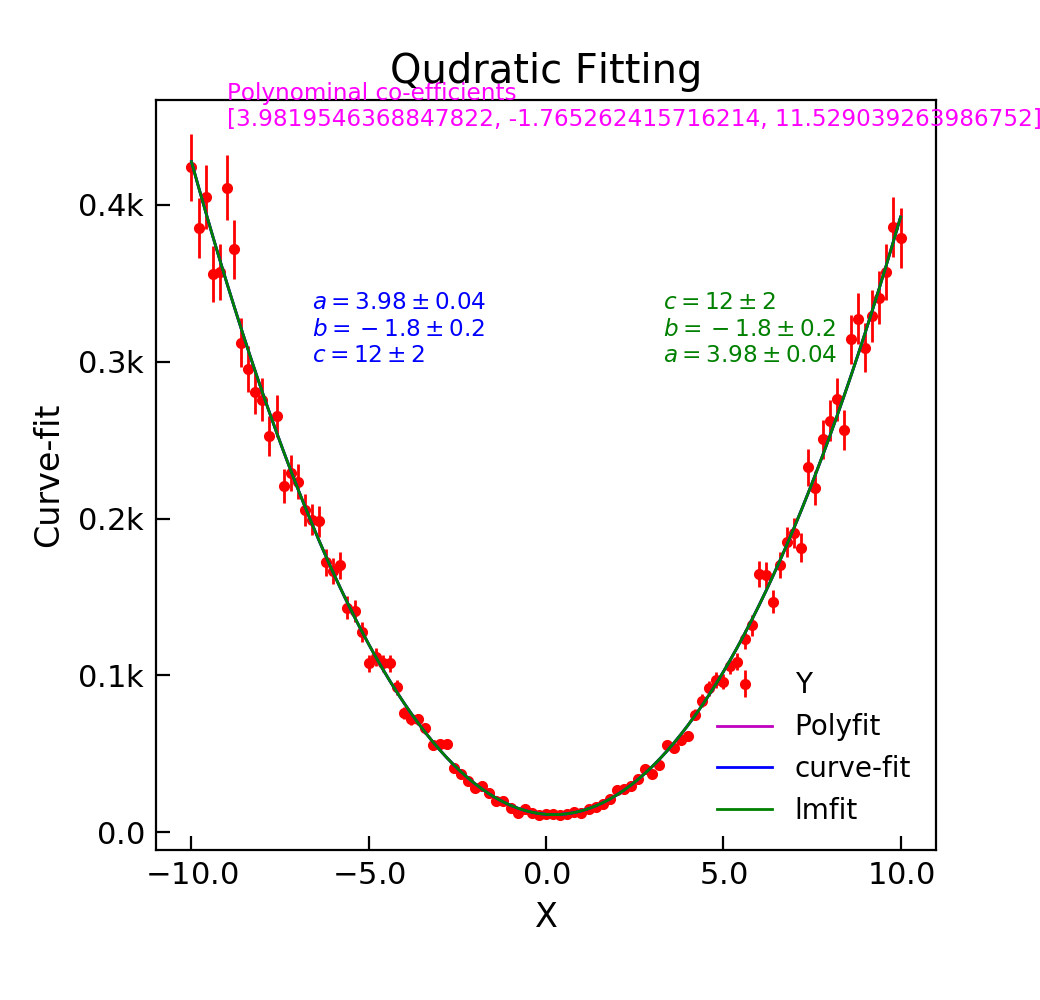 Qudratic Fitting
Polynominal co-efficients
[3.9819546368847822, -1.765262415716214, 11.529039263986752]
0.4k
a = 3.98 ± 0.04
b = −1.8 ± 0.2
c = 12 ± 2
c = 12 ± 2
b = −1.8 ± 0.2
a = 3.98 ± 0.04
0.3k
Curve-fit
0.2k
0.1k
0.0
Y
Polyfit
curve-fit
lmfit
−10.0 −5.0 0.0 5.0 10.0
X